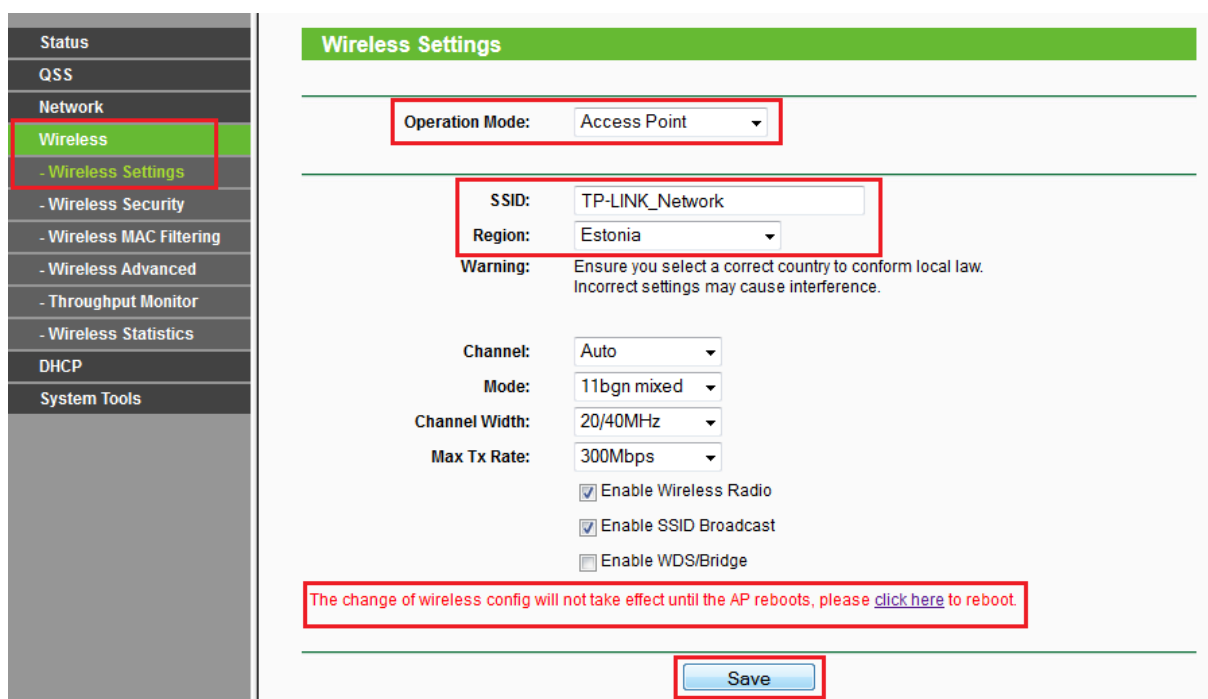 Status
QSS
Network
Wireless
- Wireless Settings
- Wireless Security
- Wireless MAC Filtering
- Wireless Advanced
- Throughput Monitor
- Wireless Statistics
DHCP
System Tools
Wireless Settings
Operation Mode: Access Point
SSID: TP-LINK_Network
Region: Estonia
Warning: Ensure you select a correct country to conform local law.
Incorrect settings may cause interference.
Channel: Auto
Mode: 11bgn mixed
Channel Width: 20/40MHz
Max Tx Rate: 300Mbps
Enable Wireless Radio
Enable SSID Broadcast
Enable WDS/Bridge
The change of wireless config will not take effect until the AP reboots, please click here to reboot.
Save